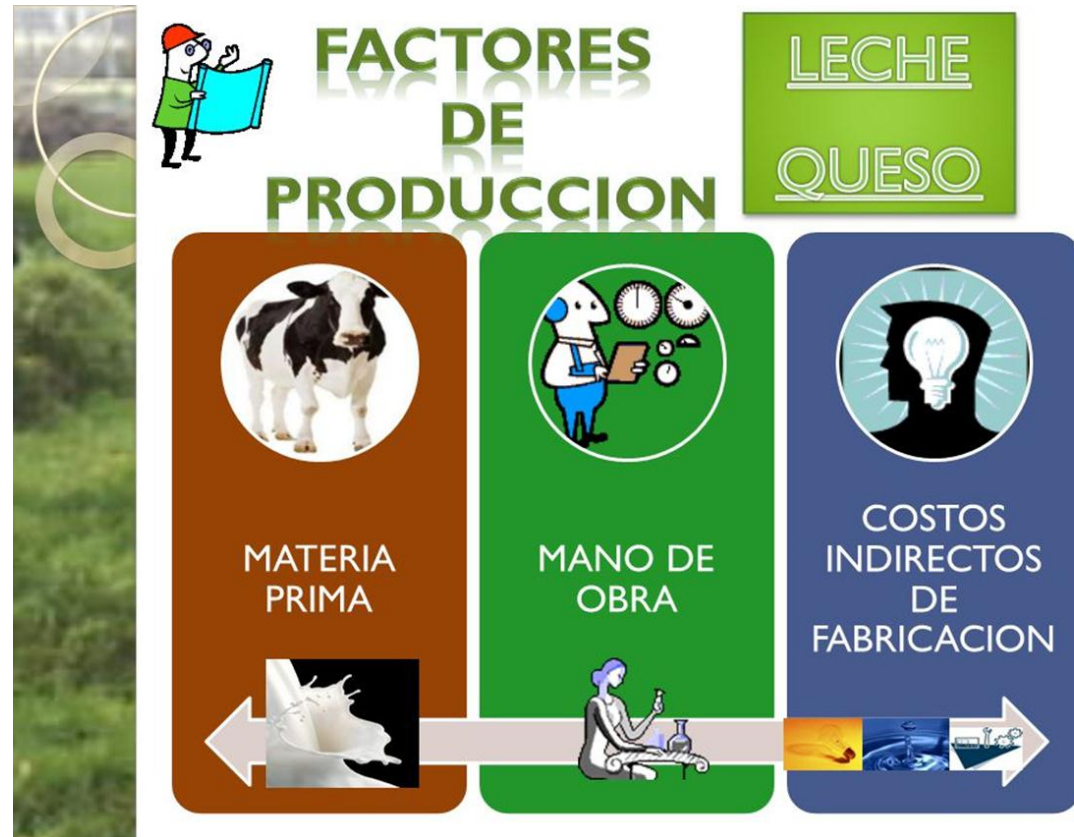 FACTORES
DE
PRODUCCION
LECHE
QUESO
MATERIA
PRIMA
MANO DE
OBRA
COSTOS
INDIRECTOS
DE
FABRICACION